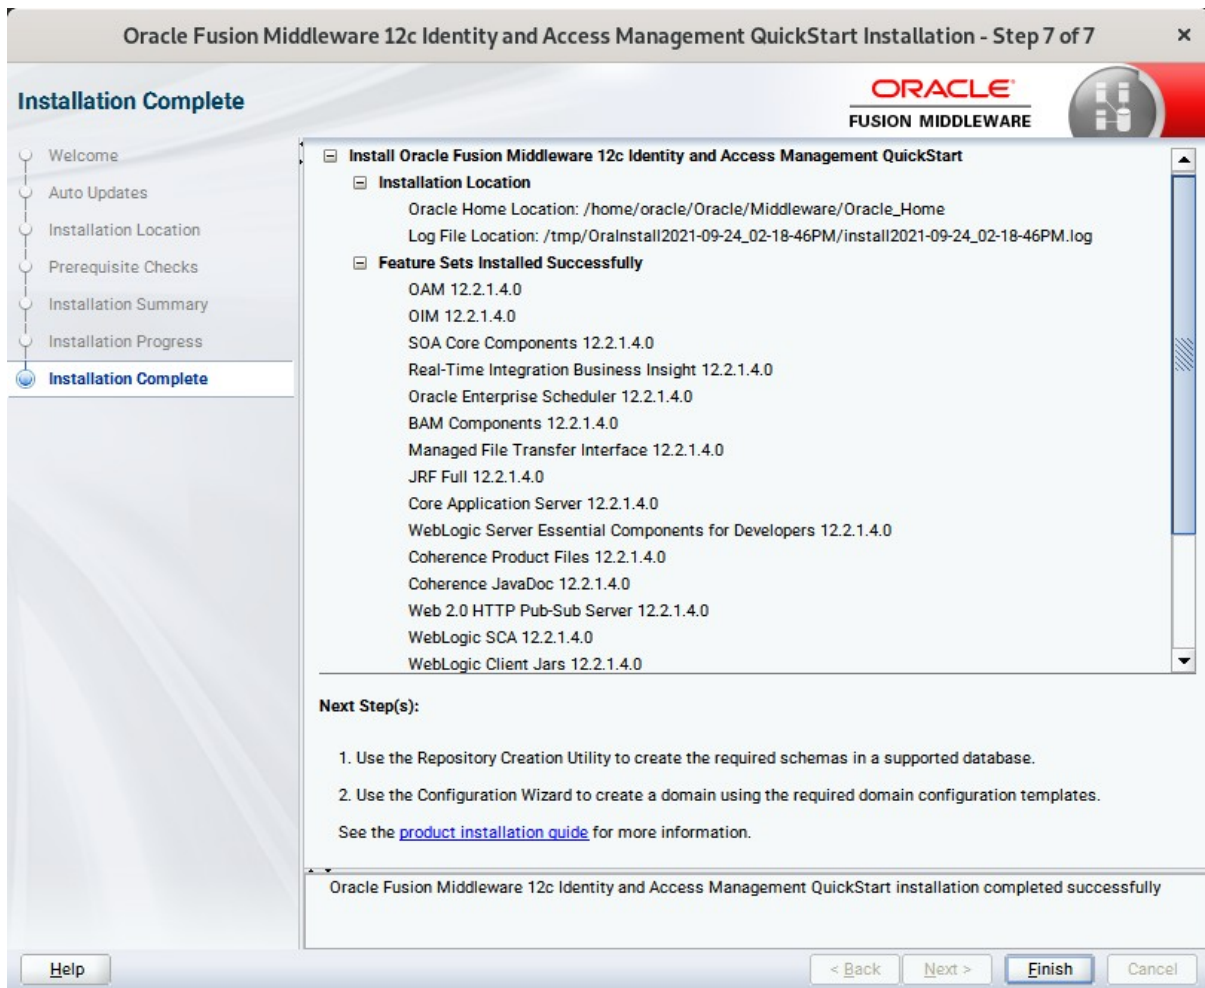 Oracle Fusion Middleware 12c Identity and Access Management QuickStart Installation - Step 7 of 7
Installation Complete
ORACLE
FUSION MIDDLEWARE
Welcome
Auto Updates
Installation Location
Prerequisite Checks
Installation Summary
Installation Progress
Installation Complete
Install Oracle Fusion Middleware 12c Identity and Access Management QuickStart
Installation Location
Oracle Home Location: /home/oracle/Oracle/Middleware/Oracle_Home
Log File Location: /tmp/OraInstall2021-09-24_02-18-46PM/install2021-09-24_02-18-46PM.log
Feature Sets Installed Successfully
OAM 12.2.1.4.0
OIM 12.2.1.4.0
SOA Core Components 12.2.1.4.0
Real-Time Integration Business Insight 12.2.1.4.0
Oracle Enterprise Scheduler 12.2.1.4.0
BAM Components 12.2.1.4.0
Managed File Transfer Interface 12.2.1.4.0
JRF Full 12.2.1.4.0
Core Application Server 12.2.1.4.0
WebLogic Server Essential Components for Developers 12.2.1.4.0
Coherence Product Files 12.2.1.4.0
Coherence JavaDoc 12.2.1.4.0
Web 2.0 HTTP Pub-Sub Server 12.2.1.4.0
WebLogic SCA 12.2.1.4.0
WebLogic Client Jars 12.2.1.4.0
Next Step(s):
1. Use the Repository Creation Utility to create the required schemas in a supported database.
2. Use the Configuration Wizard to create a domain using the required domain configuration templates.
See the product installation guide for more information.
Oracle Fusion Middleware 12c Identity and Access Management QuickStart installation completed successfully
Help
< Back
Next >
Finish
Cancel